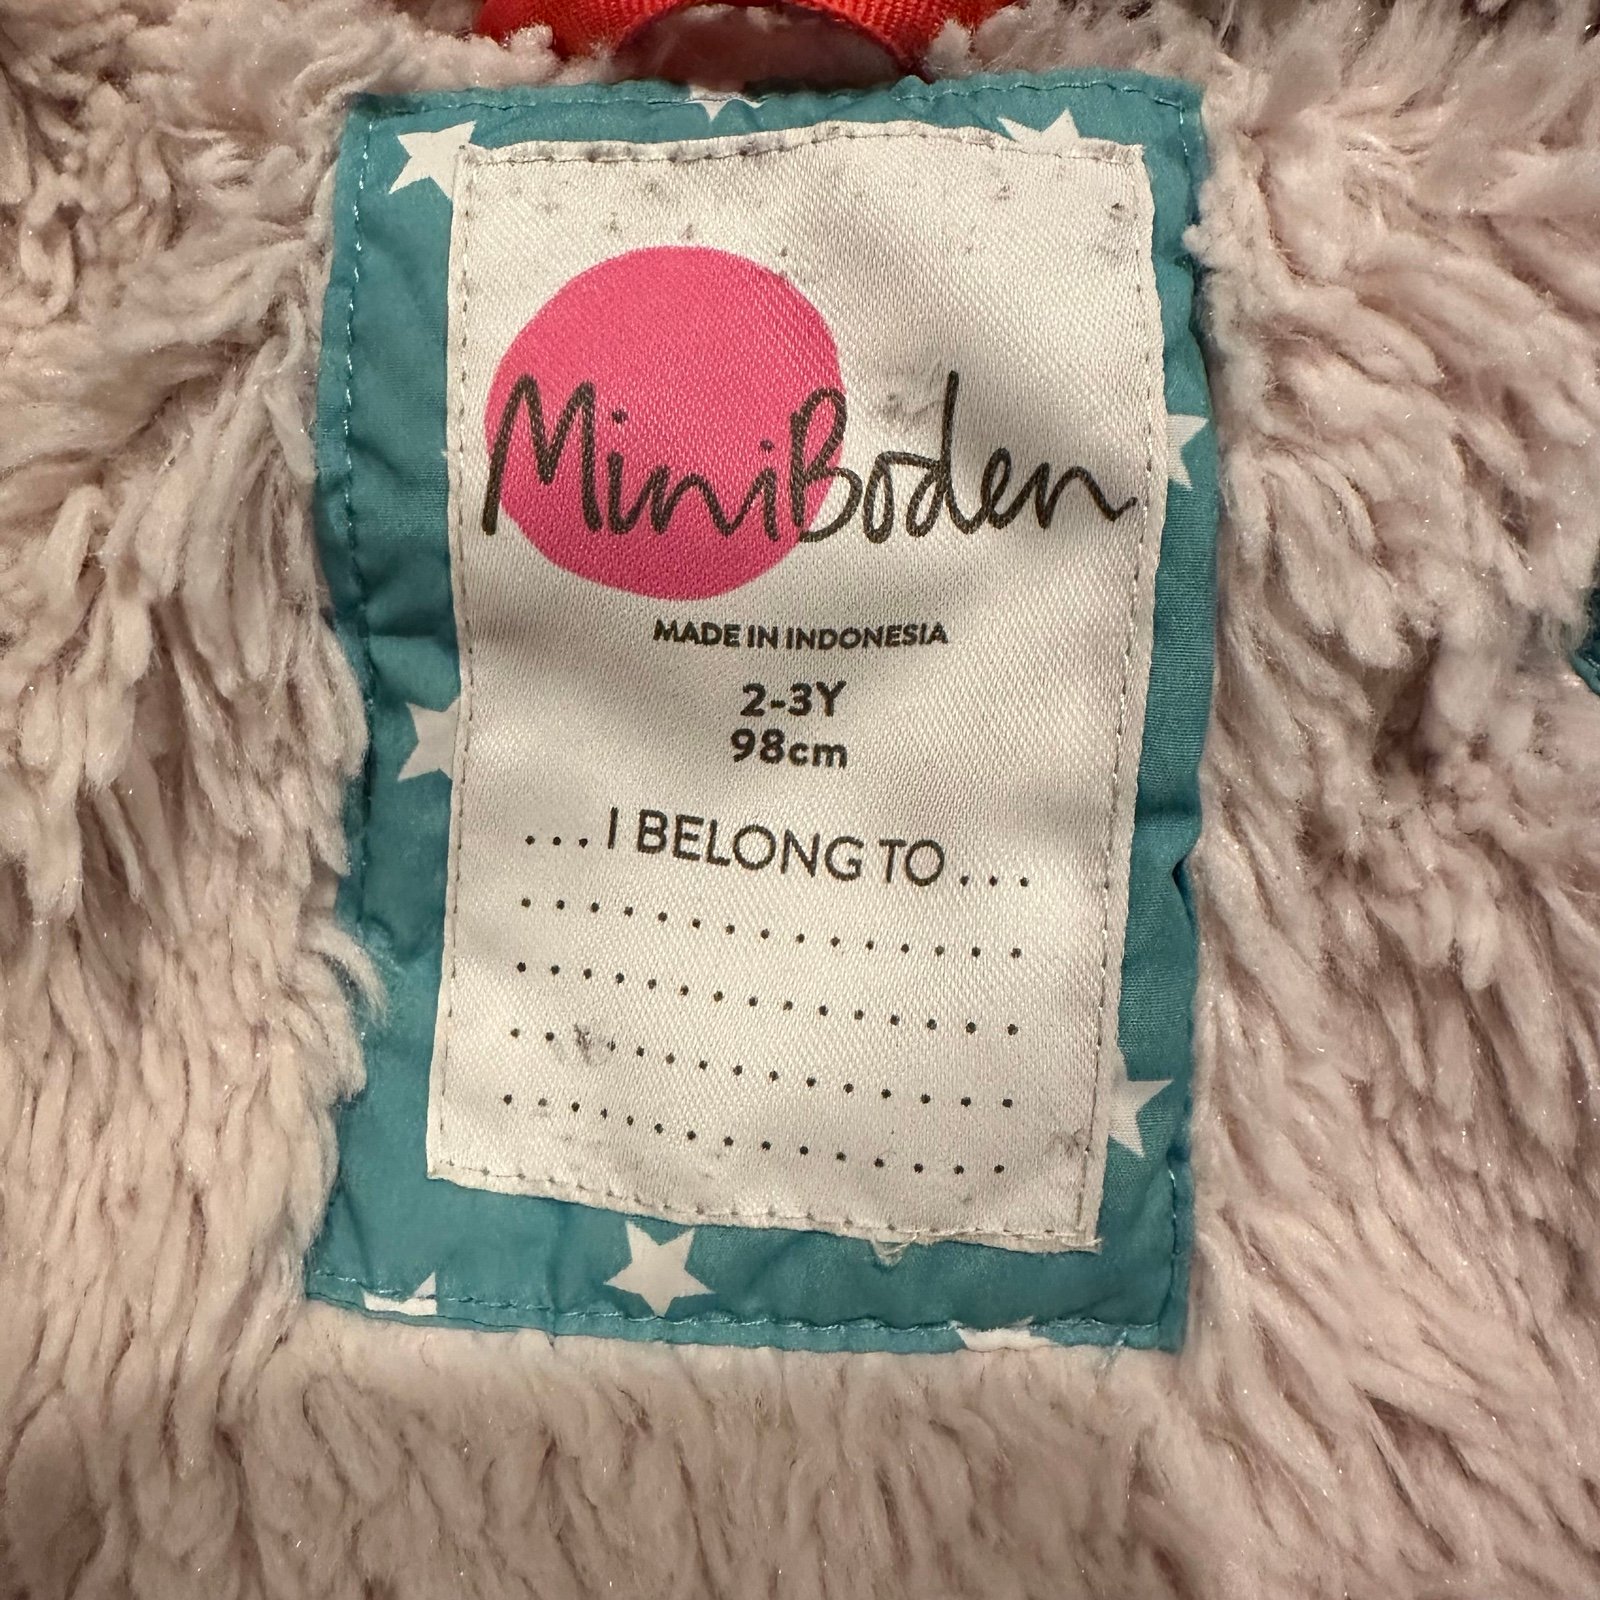 MiniBoden
MADE IN INDONESIA
2-3Y
98cm
...I BELONG TO...